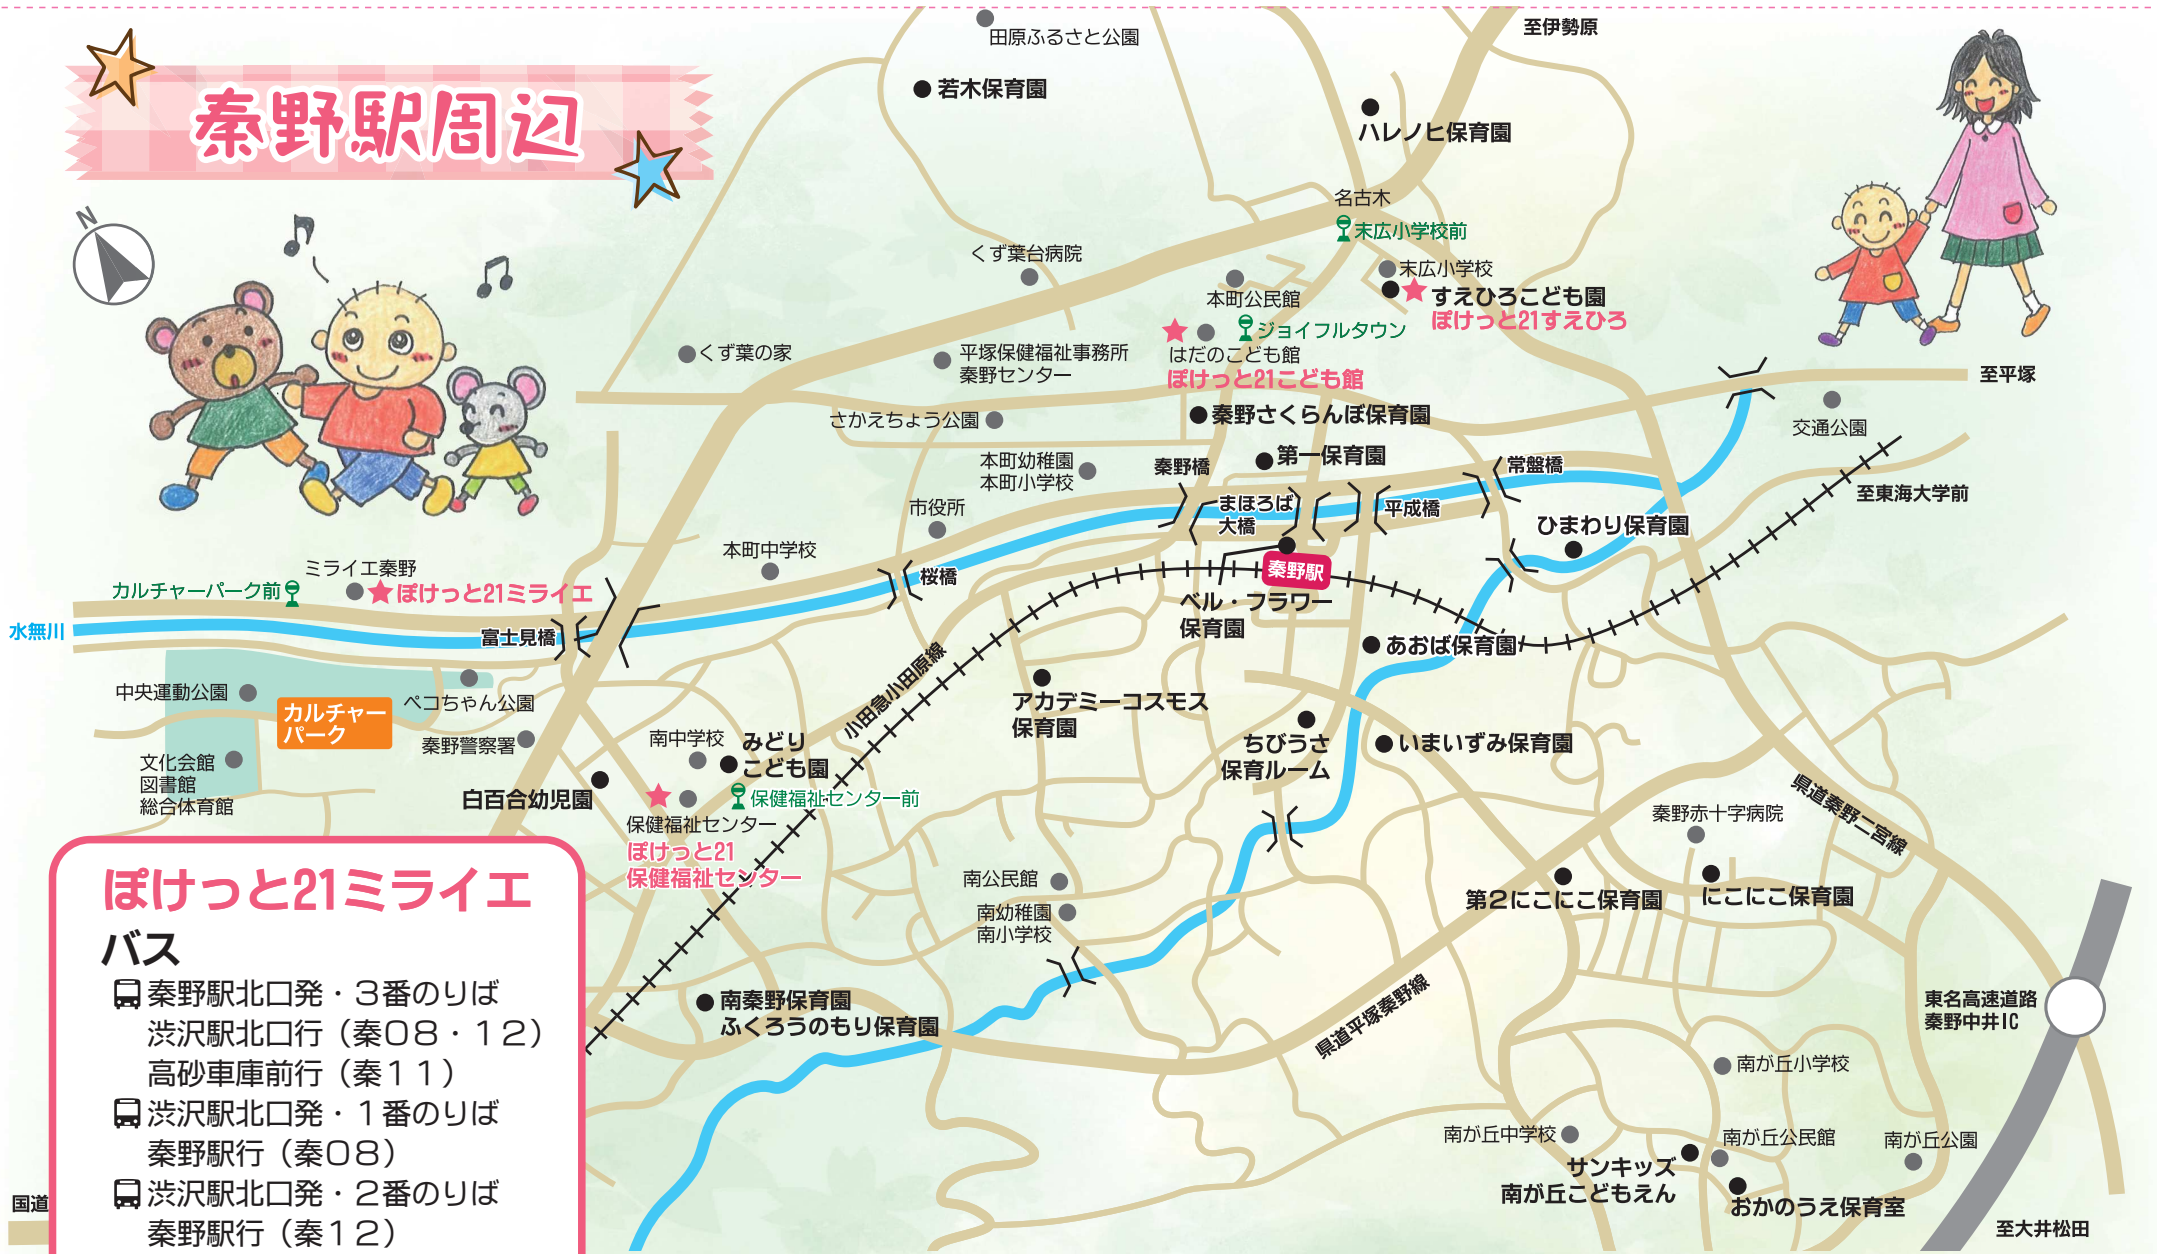 秦野駅周辺
N
田原ふるさと公園
若木保育園
至伊勢原
ハレノヒ保育園
名古木
末広小学校前
くず葉台病院
末広小学校
本町公民館
すえひろこども園
ぽけっと21すえひろ
ジョイフルタウン
はだのこども館
ぽけっと21こども館
くず葉の家
平塚保健福祉事務所
秦野センター
至平塚
さかえちょう公園
秦野さくらんぼ保育園
交通公園
本町幼稚園
本町小学校
第一保育園
秦野橋
常盤橋
まほろば
大橋
平成橋
至東海大学前
市役所
ひまわり保育園
本町中学校
桜橋
秦野駅
ミライエ秦野
カルチャーパーク前
ぽけっと21ミライエ
ベル・フラワー
保育園
水無川
富士見橋
あおば保育園
小田急小田原線
中央運動公園
カルチャー
パーク
ペコちゃん公園
アカデミーコスモス
保育園
秦野警察署
南中学校
みどり
こども園
ちびうさ
保育ルーム
いまいずみ保育園
文化会館
図書館
総合体育館
白百合幼児園
保健福祉センター前
保健福祉センター
ぽけっと21
保健福祉センター
県道秦野二宮線
秦野赤十字病院
南公民館
第2にこにこ保育園
にこにこ保育園
南幼稚園
南小学校
南秦野保育園
ふくろうのもり保育園
県道平塚秦野線
東名高速道路
秦野中井IC
南が丘小学校
南が丘中学校
南が丘公民館
南が丘公園
サンキッズ
南が丘こどもえん
おかのうえ保育室
至大井松田
国道
ぽけっと21ミライエ
バス
秦野駅北口発・3番のりば
渋沢駅北口行（秦08・12）
高砂車庫前行（秦11）
渋沢駅北口発・1番のりば
秦野駅行（秦08）
渋沢駅北口発・2番のりば
秦野駅行（秦12）